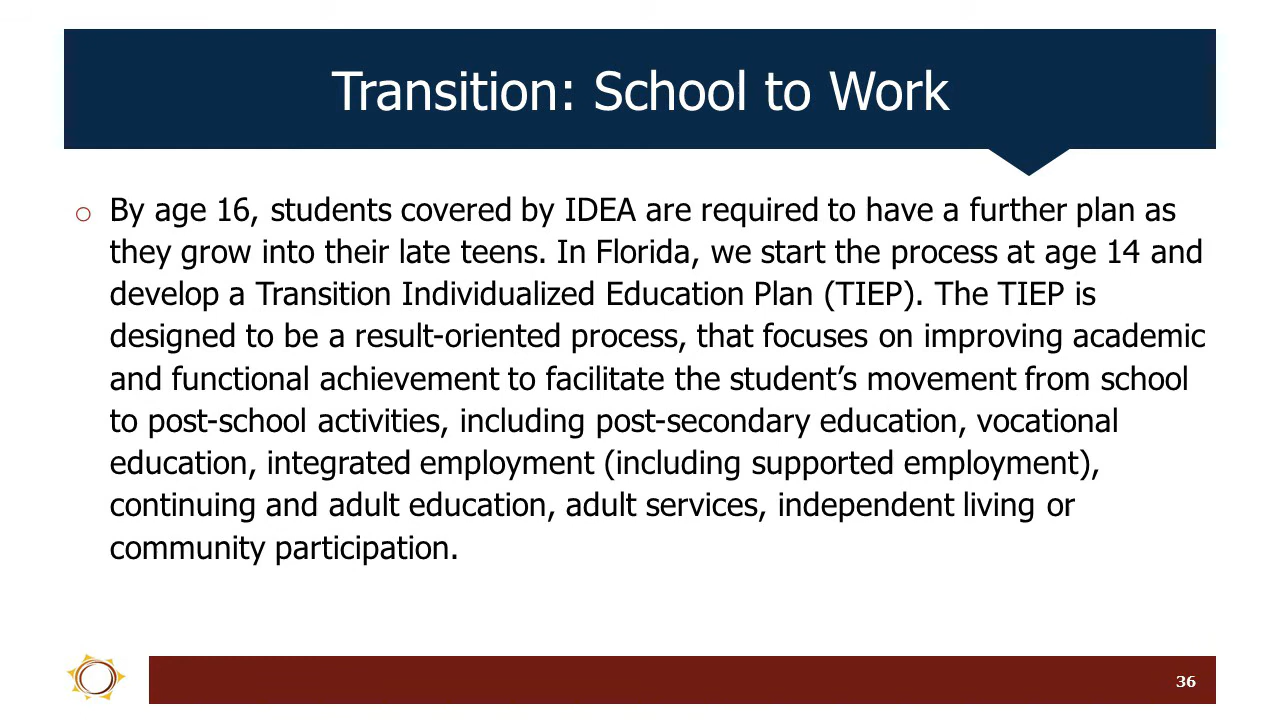 Transition: School to Work
○ By age 16, students covered by IDEA are required to have a further plan as
they grow into their late teens. In Florida, we start the process at age 14 and
develop a Transition Individualized Education Plan (TIEP). The TIEP is
designed to be a result-oriented process, that focuses on improving academic
and functional achievement to facilitate the student’s movement from school
to post-school activities, including post-secondary education, vocational
education, integrated employment (including supported employment),
continuing and adult education, adult services, independent living or
community participation.
36